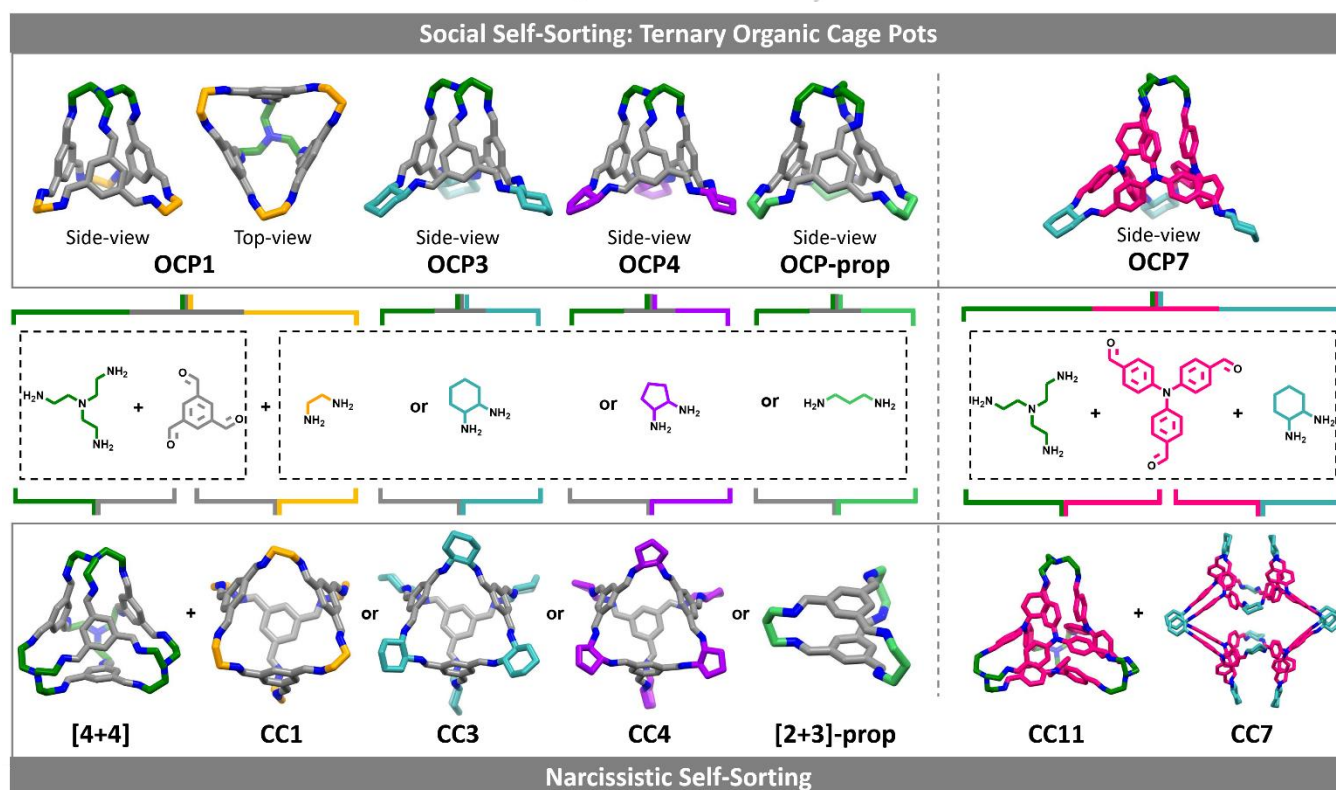 Social Self-Sorting: Ternary Organic Cage Pots
Side-view Top-view Side-view Side-view Side-view Side-view
OCP1 OCP3 OCP4 OCP-prop OCP7
NH2 H2N N NH2 + O O O + NH2 NH2 or NH2 NH2 or NH2 NH2 or H2N NH2
NH2 H2N N NH2 + O O N O + NH2 NH2
+ or or or +
[4+4] CC1 CC3 CC4 [2+3]-prop CC11 CC7
Narcissistic Self-Sorting